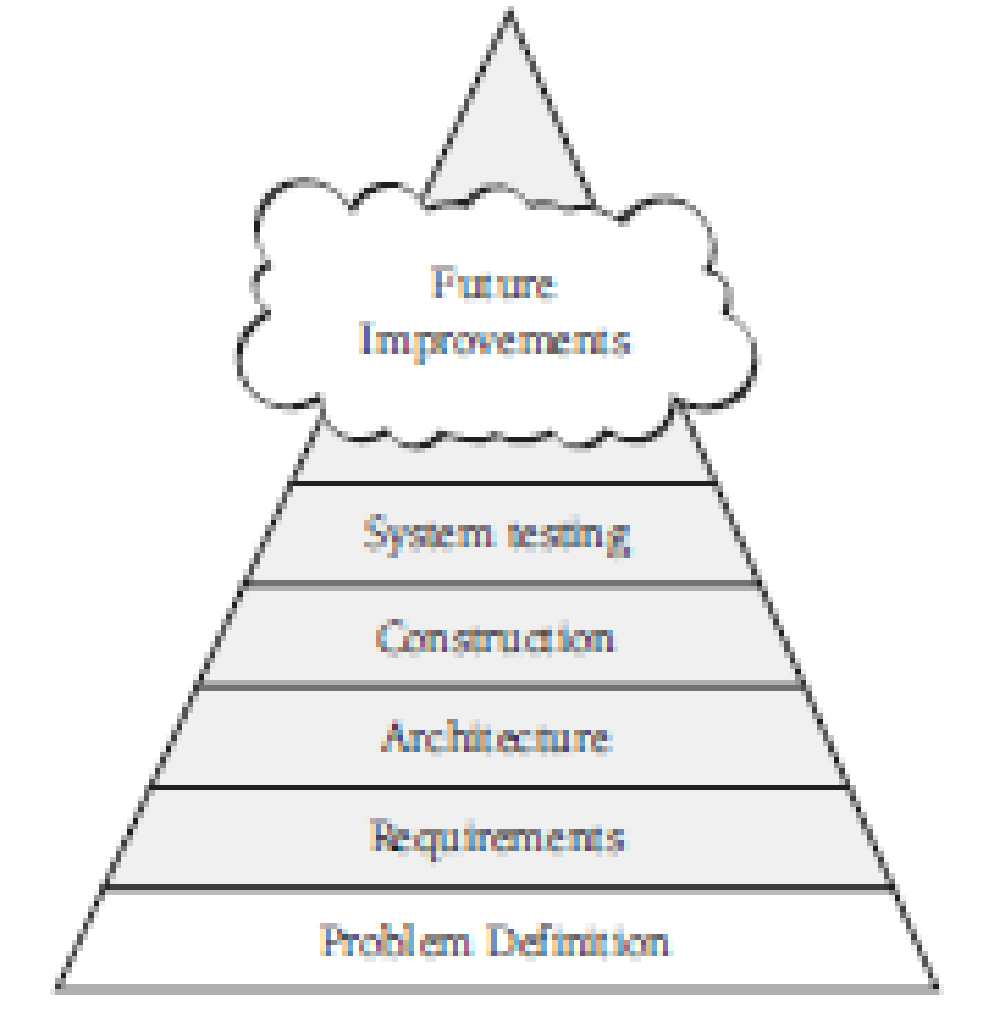 Future
Improvements
System testing
Construction
Architecture
Requirements
Problem Definition